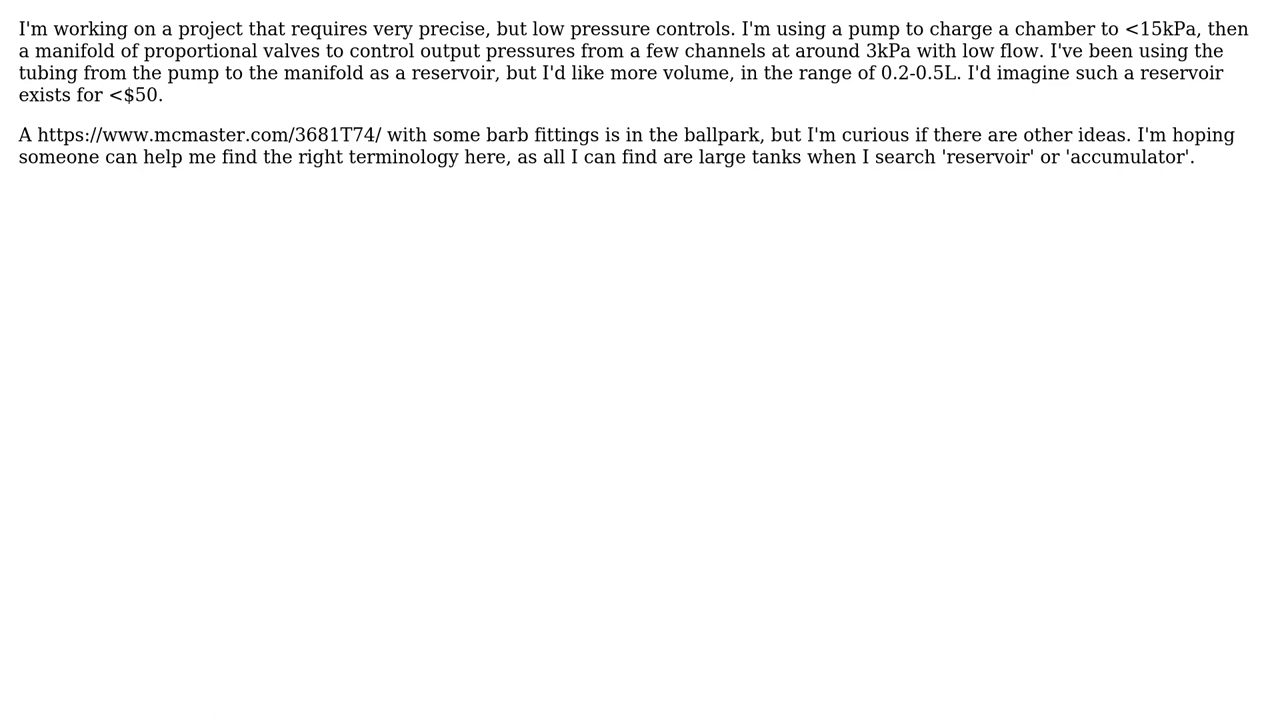 I'm working on a project that requires very precise, but low pressure controls. I'm using a pump to charge a chamber to <15kPa, then
a manifold of proportional valves to control output pressures from a few channels at around 3kPa with low flow. I've been using the
tubing from the pump to the manifold as a reservoir, but I'd like more volume, in the range of 0.2-0.5L. I'd imagine such a reservoir
exists for <$50.
A https://www.mcmaster.com/3681T74/ with some barb fittings is in the ballpark, but I'm curious if there are other ideas. I'm hoping
someone can help me find the right terminology here, as all I can find are large tanks when I search 'reservoir' or 'accumulator'.